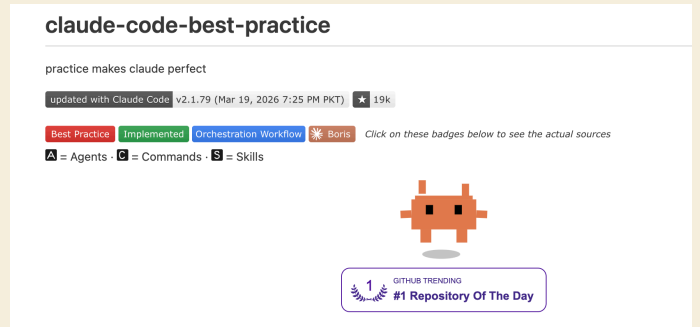 claude-code-best-practice
practice makes claude perfect
updated with Claude Code v2.1.79 (Mar 19, 2026 7:25 PM PKT) ★ 19k
Best Practice Implemented Orchestration Workflow Boris Click on these badges below to see the actual sources
A = Agents · C = Commands · S = Skills
1
GITHUB TRENDING
#1 Repository Of The Day